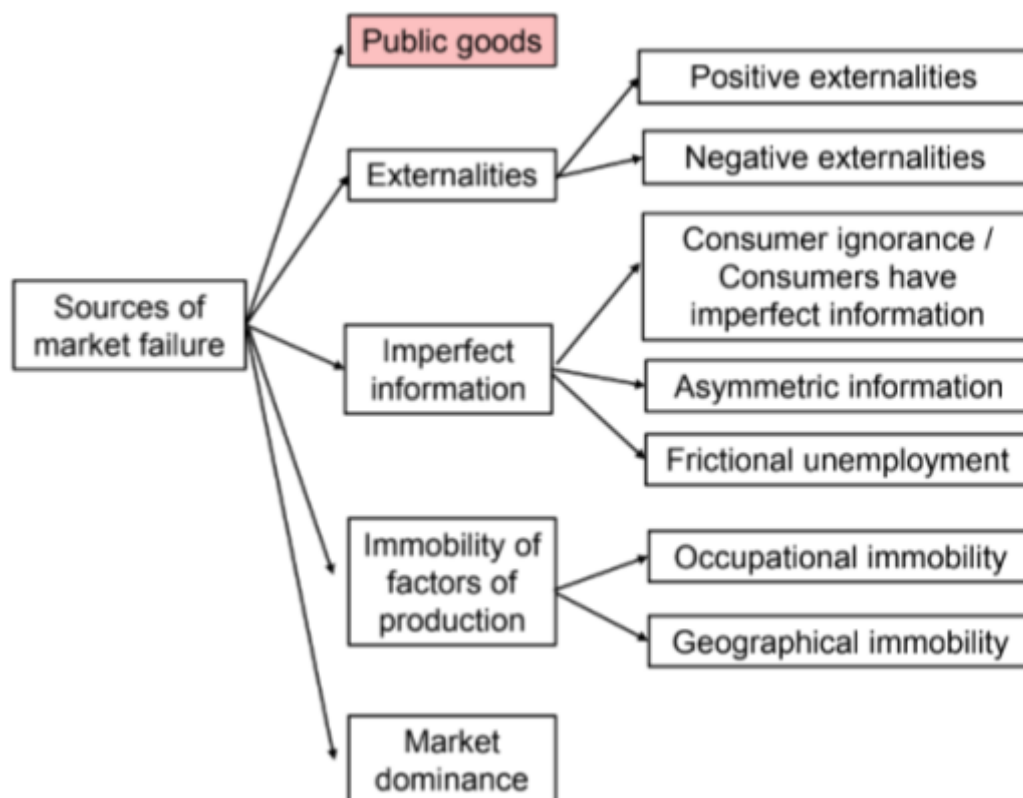 Public goods
Positive externalities
Externalities
Negative externalities
Consumer ignorance /
Consumers have
imperfect information
Sources of
market failure
Imperfect
information
Asymmetric information
Frictional unemployment
Immobility of
factors of
production
Occupational immobility
Geographical immobility
Market
dominance